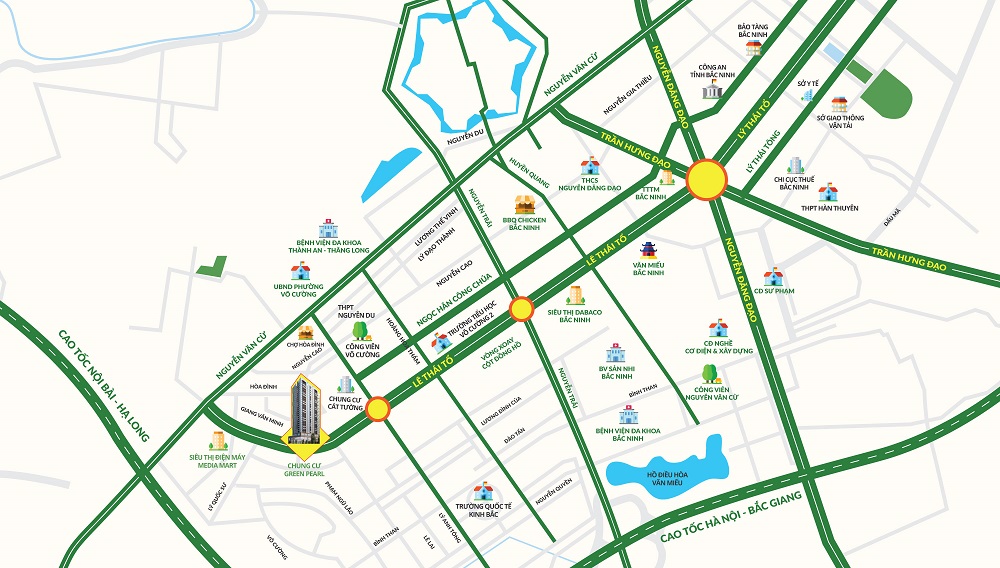 BẢO TÀNG
BẮC NINH
NGUYỄN VĂN CỪ
NGUYỄN ĐĂNG ĐẠO
CÔNG AN
TỈNH BẮC NINH
NGUYỄN GIA THIỀU
SỞ Y TẾ
LÝ THÁI TỔ
SỞ GIAO THÔNG
VẬN TẢI
NGUYỄN DU
TRẦN HƯNG ĐẠO
LÝ THÁI TÔNG
HUYỀN QUANG
THCS
NGUYỄN ĐĂNG ĐẠO
TTTM
BẮC NINH
CHI CỤC THUẾ
BẮC NINH
THPT HÀN THUYÊN
NGUYỄN TRÃI
DÂU MÃ
LƯƠNG THẾ VINH
LÝ ĐẠO THÀNH
BBQ CHICKEN
BẮC NINH
BỆNH VIỆN ĐA KHOA
THÀNH AN - THĂNG LONG
LÊ THÁI TỔ
VĂN MIẾU
BẮC NINH
TRẦN HƯNG ĐẠO
NGUYỄN CAO
UBND PHƯỜNG
VÕ CƯỜNG
NGỌC HÂN CÔNG CHÚA
NGUYỄN ĐĂNG ĐẠO
CĐ SƯ PHẠM
THPT
NGUYỄN DU
SIÊU THỊ DABACO
BẮC NINH
TRƯỜNG TIỂU HỌC
VÕ CƯỜNG 2
HOÀNG HOA THÁM
CÔNG VIÊN
VÕ CƯỜNG
CHỢ HÒA ĐÌNH
NGUYỄN CAO
NGUYỄN VĂN CỪ
VÒNG XOAY
CỘT ĐỒNG HỒ
CĐ NGHỀ
CƠ ĐIỆN & XÂY DỰNG
LÊ THÁI TỔ
BV SẢN NHI
BẮC NINH
CAO TỐC NỘI BÀI - HẠ LONG
HÒA ĐÌNH
CHUNG CƯ
CÁT TƯỜNG
NGUYỄN TRÃI
BÌNH THAN
CÔNG VIÊN
NGUYỄN VĂN CỪ
GIANG VĂN MINH
LƯƠNG ĐÌNH CỦA
ĐÀO TẤN
BỆNH VIỆN ĐA KHOA
BẮC NINH
SIÊU THỊ ĐIỆN MÁY
MEDIA MART
CHUNG CƯ
GREEN PEARL
HỒ ĐIỀU HÒA
VĂN MIẾU
LÝ QUỐC SƯ
PHẠM NGŨ LÃO
NGUYỄN QUYỀN
TRƯỜNG QUỐC TẾ
KINH BẮC
CAO TỐC HÀ NỘI - BẮC GIANG
VÕ CƯỜNG
BÌNH THAN
LÊ LAI
LÝ ANH TÔNG